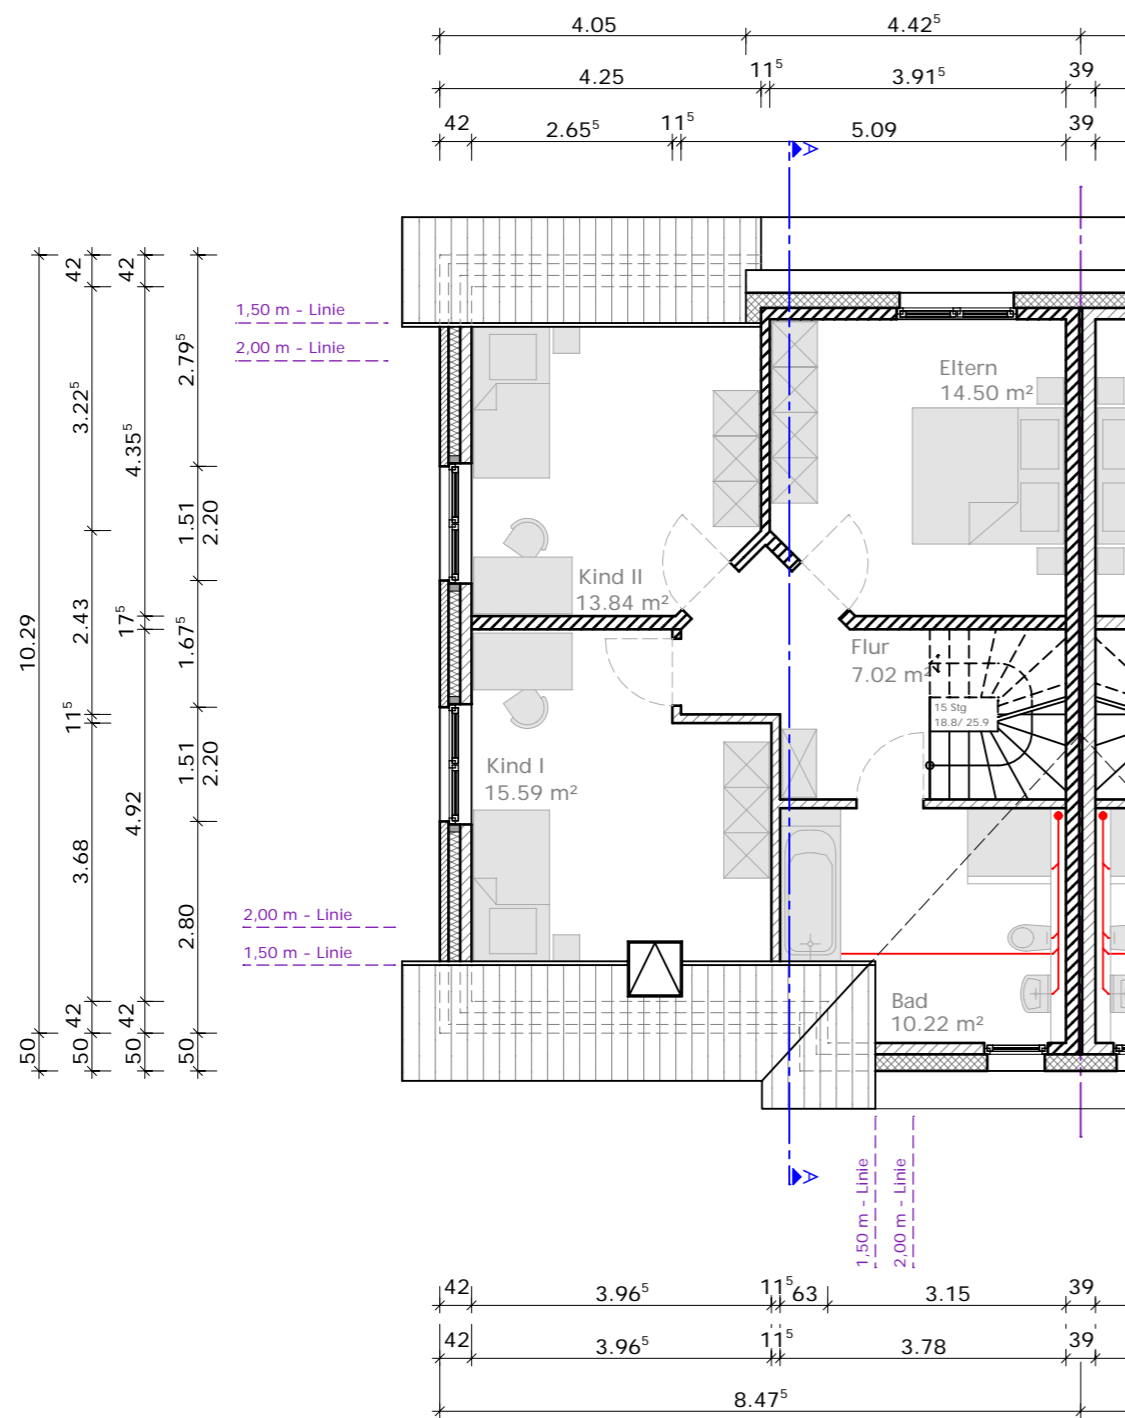 4.05 4.42⁵
4.25 11⁵ 3.91⁵ 39
42 2.65⁵ 11⁵ 5.09 39
A
42 42
1,50 m - Linie
2,00 m - Linie
2.79⁵
3.22⁵
4.35⁵
1.51
2.20
10.29
2.43
17⁵
1.67⁵
11⁵
1.51
2.20
4.92
3.68
2.80
2,00 m - Linie
1,50 m - Linie
42 42
50 50 50 50
Eltern
14.50 m²
Kind II
13.84 m²
Flur
7.02 m²
15 Stg
18.8/ 25.9
Kind I
15.59 m²
Bad
10.22 m²
1,50 m - Linie
2,00 m - Linie
A
42 3.96⁵ 11⁵ 63 3.15 39
42 3.96⁵ 11⁵ 3.78 39
8.47⁵